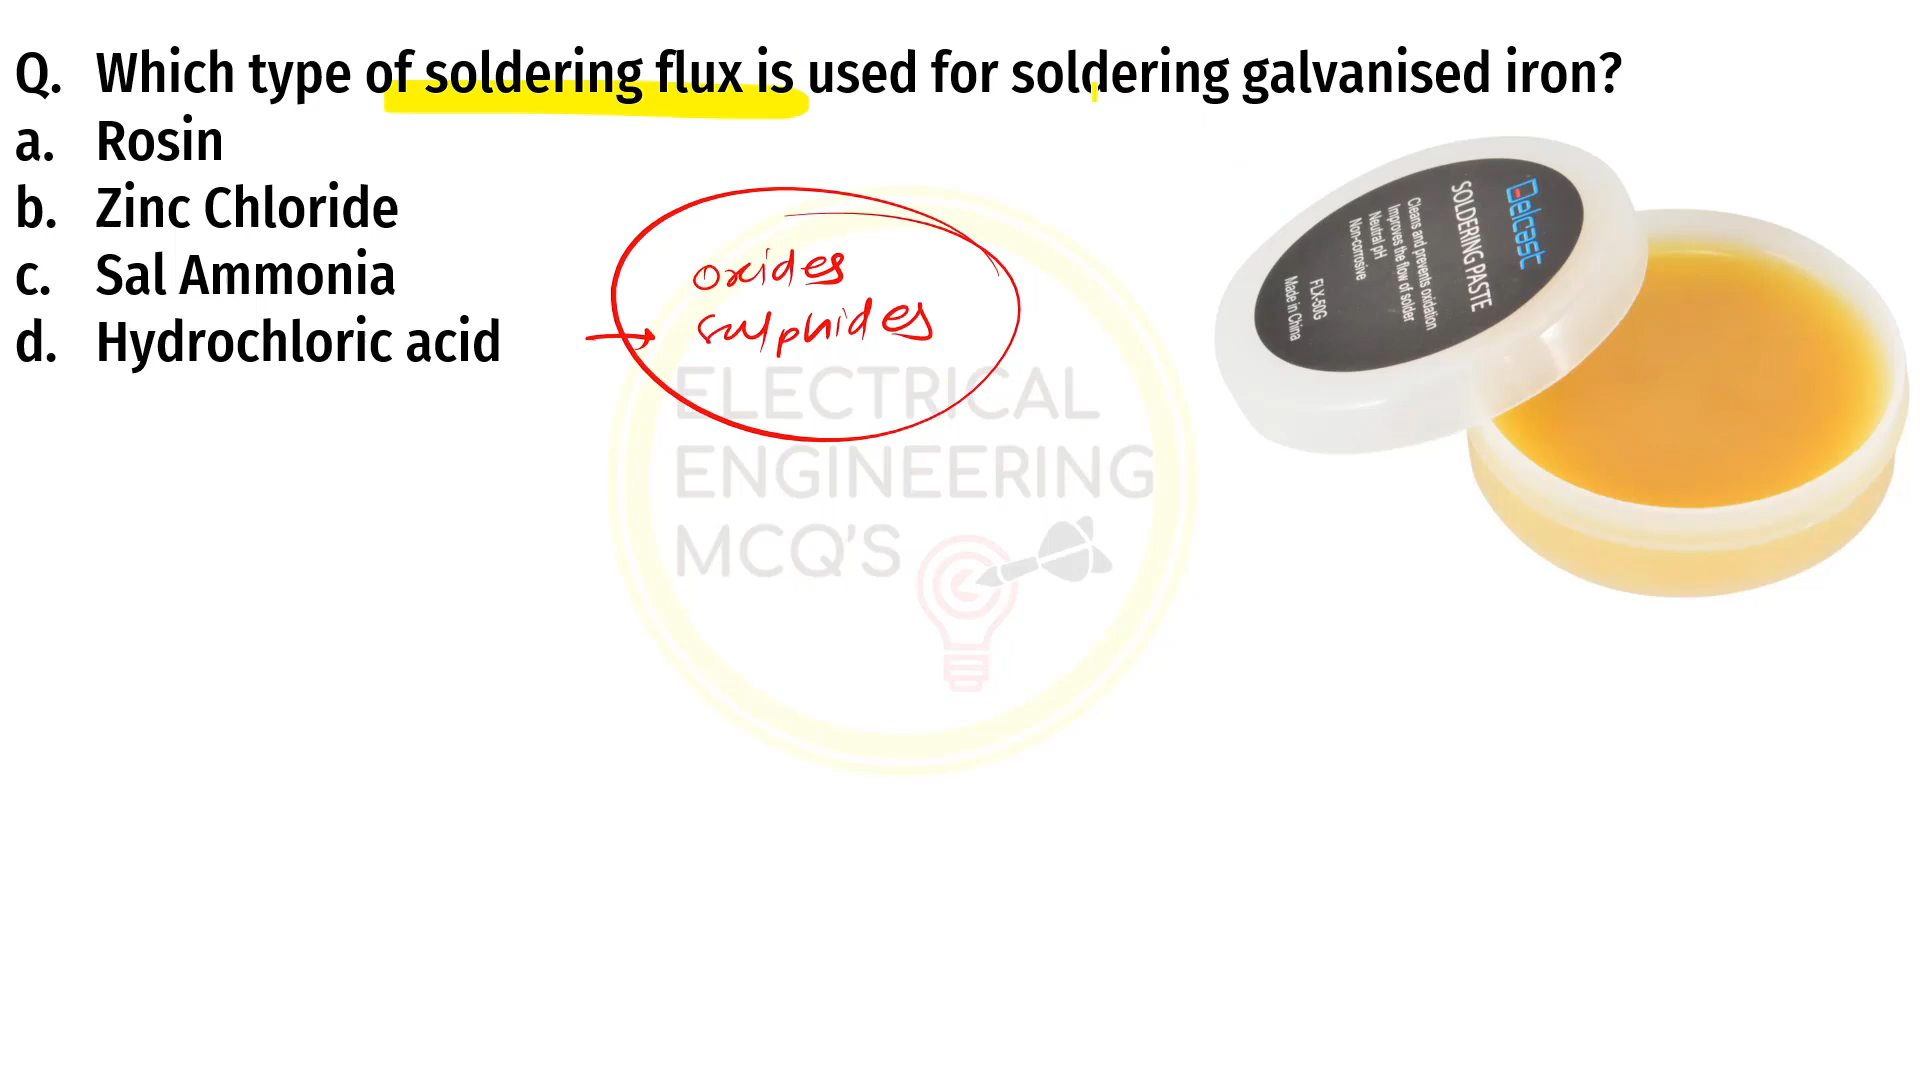 Q. Which type of soldering flux is used for soldering galvanised iron?
a. Rosin
b. Zinc Chloride
c. Sal Ammonia
d. Hydrochloric acid
oxides
sulphides
ELECTRICAL
ENGINEERING
MCQ'S
Delcast
SOLDERING PASTE
Cleans and prevents oxidation
Improves the flow of solder
Neutral pH
Non-corrosive
FLX-50G
Made in China